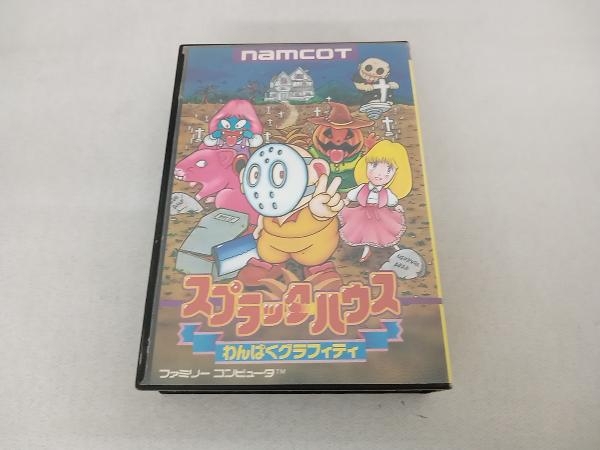 namcot
スプラッターハウス
わんぱくグラフィティ
ファミリー コンピュータ™